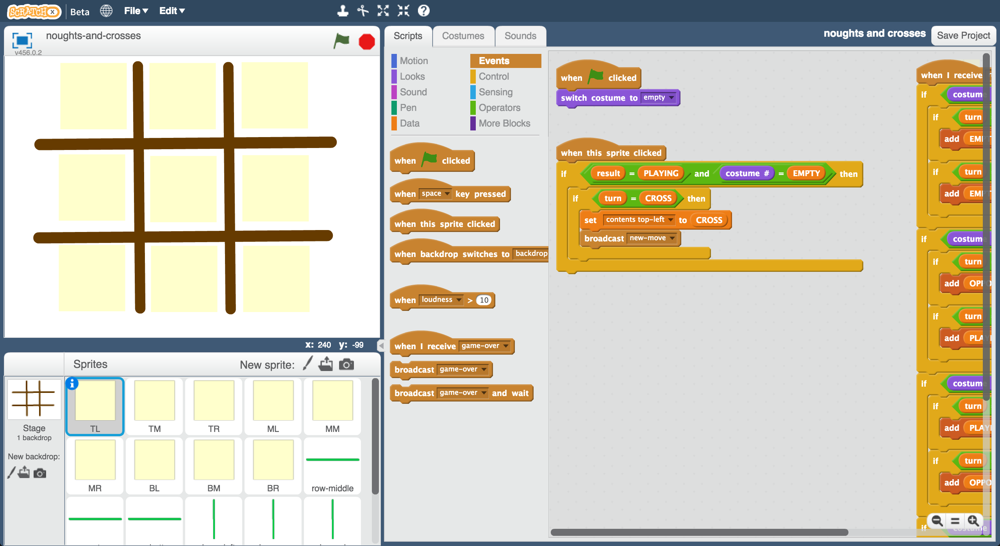 SCRATCHX Beta File Edit
noughts-and-crosses
v456.0.2
x: 240 y: -99
Sprites New sprite:
Stage
1 backdrop
New backdrop:
TL TM TR ML MM
MR BL BM BR row-middle
Scripts Costumes Sounds
noughts and crosses Save Project
Motion Events
Looks Control
Sound Sensing
Pen Operators
Data More Blocks
when clicked
when space key pressed
when this sprite clicked
when backdrop switches to backdrop
when loudness > 10
when I receive game-over
broadcast game-over
broadcast game-over and wait
when clicked
switch costume to empty
when this sprite clicked
if result = PLAYING and costume # = EMPTY then
if turn = CROSS then
set contents top-left to CROSS
broadcast new-move
when I receive
if costume
if turn
add EMPT
if turn
add EMPT
if costume
if turn
add OPPO
if turn
add PLAYI
if costume
if turn
add PLAYI
if turn
add OPPO
if costume